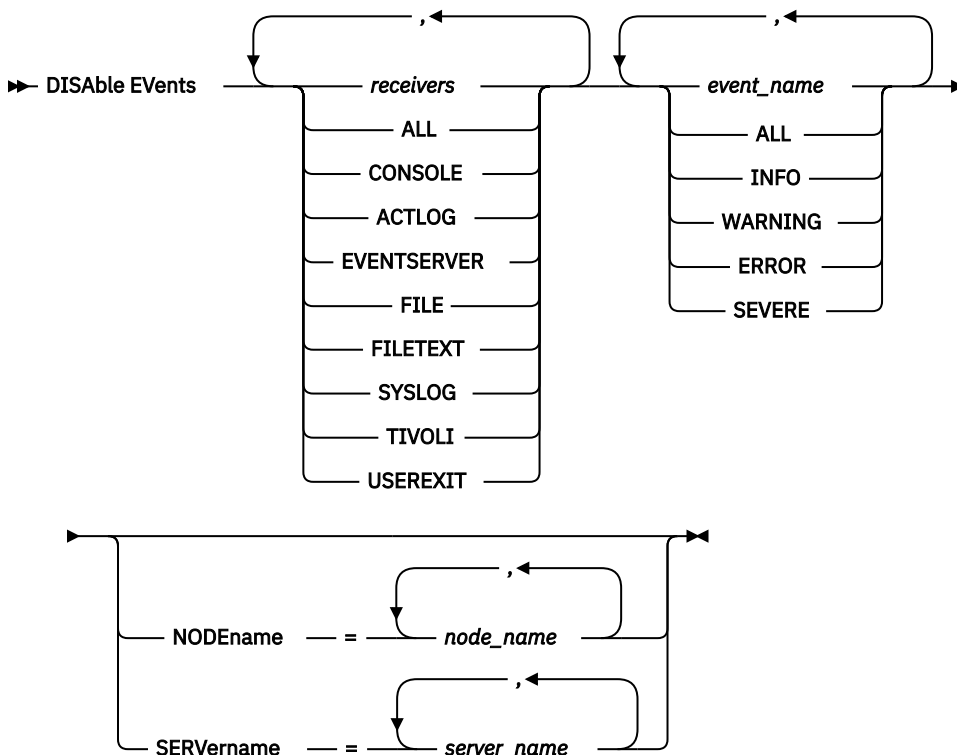 ,
,
DISAble EVents
receivers
event_name
ALL
ALL
CONSOLE
INFO
ACTLOG
WARNING
EVENTSERVER
ERROR
FILE
SEVERE
FILETEXT
SYSLOG
TIVOLI
USEREXIT
,
NODEname = node_name
,
SERVername = server_name